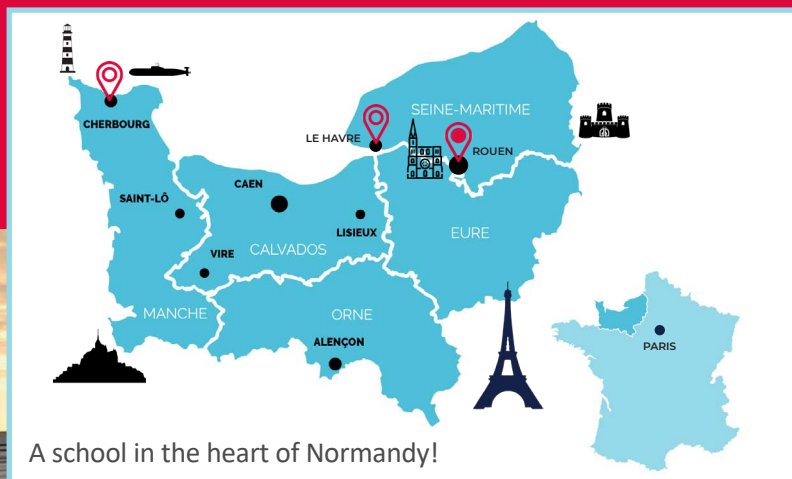 SEINE-MARITIME
CHERBOURG
LE HAVRE
ROUEN
CAEN
SAINT-LÔ
LISIEUX
EURE
CALVADOS
VIRE
MANCHE
ORNE
ALENÇON
PARIS
A school in the heart of Normandy!